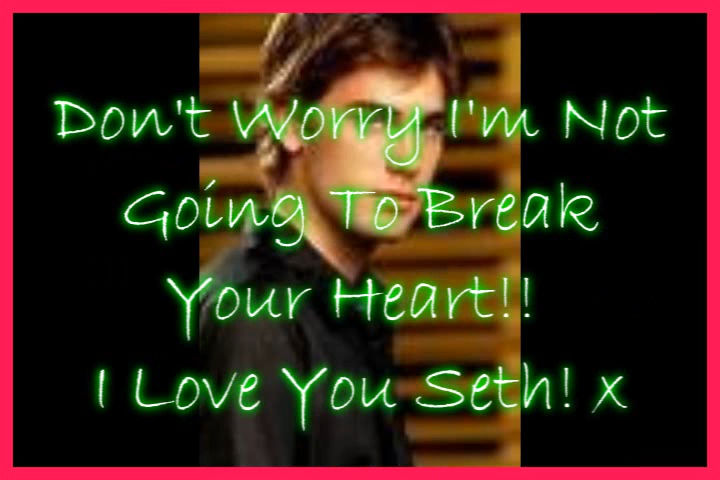 Don't Worry I'm Not
Going To Break
Your Heart!!
I Love You Seth! x